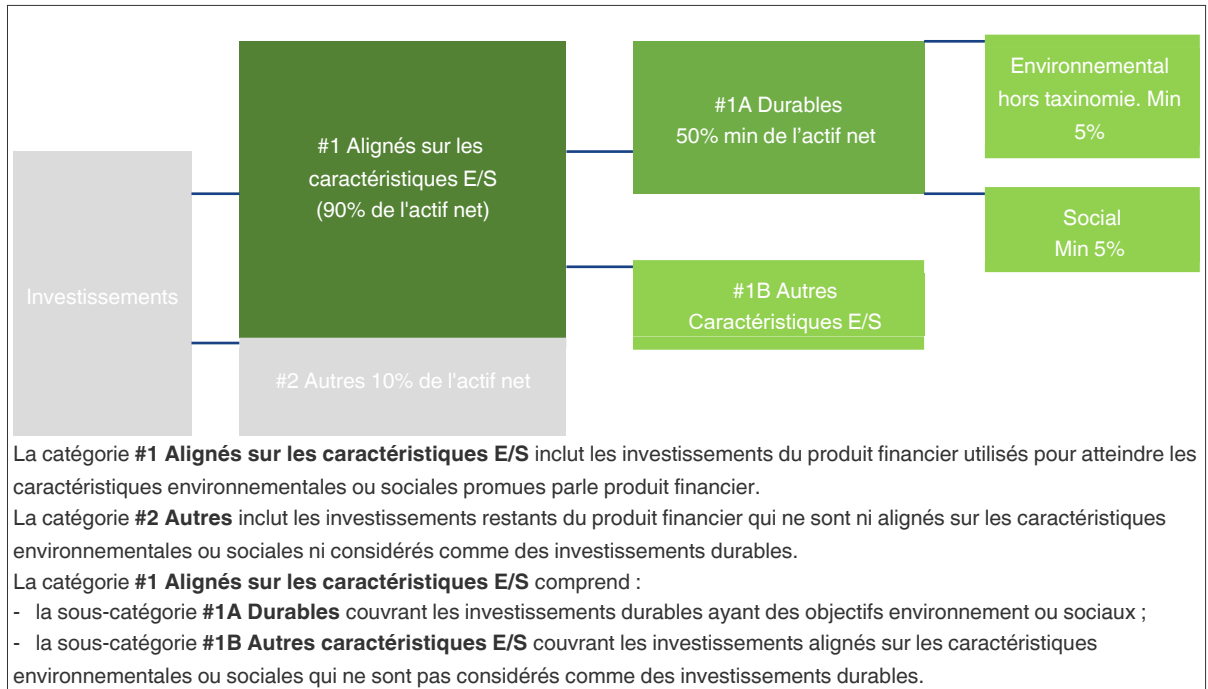 Investissements
#1 Alignés sur les
caractéristiques E/S
(90% de l'actif net)
#2 Autres 10% de l'actif net
#1A Durables
50% min de l’actif net
#1B Autres
Caractéristiques E/S
Environnemental
hors taxinomie. Min
5%
Social
Min 5%
La catégorie #1 Alignés sur les caractéristiques E/S inclut les investissements du produit financier utilisés pour atteindre les
caractéristiques environnementales ou sociales promues parle produit financier.
La catégorie #2 Autres inclut les investissements restants du produit financier qui ne sont ni alignés sur les caractéristiques
environnementales ou sociales ni considérés comme des investissements durables.
La catégorie #1 Alignés sur les caractéristiques E/S comprend :
- la sous-catégorie #1A Durables couvrant les investissements durables ayant des objectifs environnement ou sociaux ;
- la sous-catégorie #1B Autres caractéristiques E/S couvrant les investissements alignés sur les caractéristiques
environnementales ou sociales qui ne sont pas considérés comme des investissements durables.